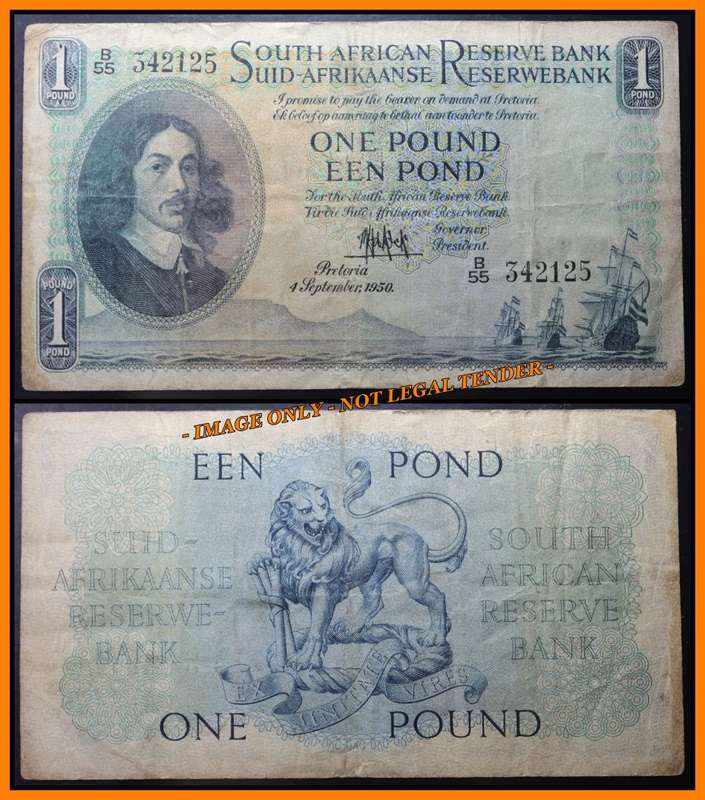 1 POUND
B/55 342125
SOUTH AFRICAN RESERVE BANK
SUID-AFRIKAANSE RESERWEBANK
1 POND
I promise to pay the bearer on demand at Pretoria.
Ek beloof op aanvraag te betaal aan toonder te Pretoria.
ONE POUND
EEN POND
For the South African Reserve Bank.
Vir die Suid-Afrikaanse Reserwebank.
Governor.
President.
Pretoria
4 September, 1950.
B/55 342125
1 POND
- IMAGE ONLY - NOT LEGAL TENDER -
EEN POND
SUID-
AFRIKAANSE
RESERWE-
BANK
SOUTH
AFRICAN
RESERVE
BANK
EX UNITATE VIRES
ONE POUND